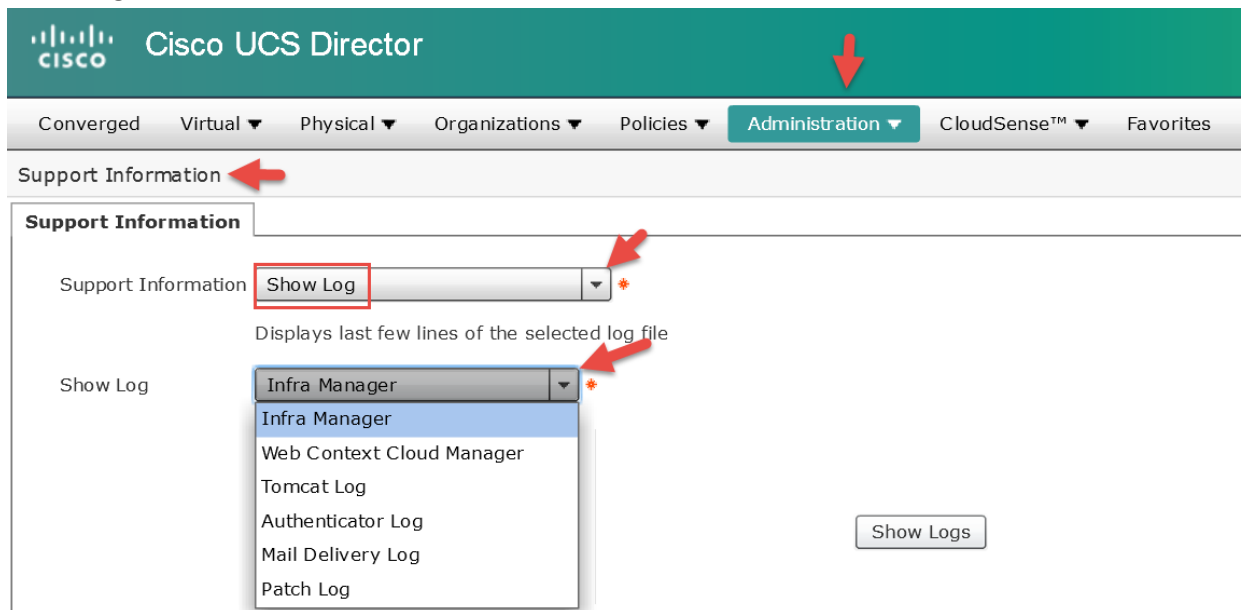 CISCO Cisco UCS Director
Converged Virtual Physical Organizations Policies Administration CloudSense™ Favorites
Support Information
Support Information
Support Information Show Log
Displays last few lines of the selected log file
Show Log Infra Manager
Infra Manager
Web Context Cloud Manager
Tomcat Log
Authenticator Log
Show Logs
Mail Delivery Log
Patch Log